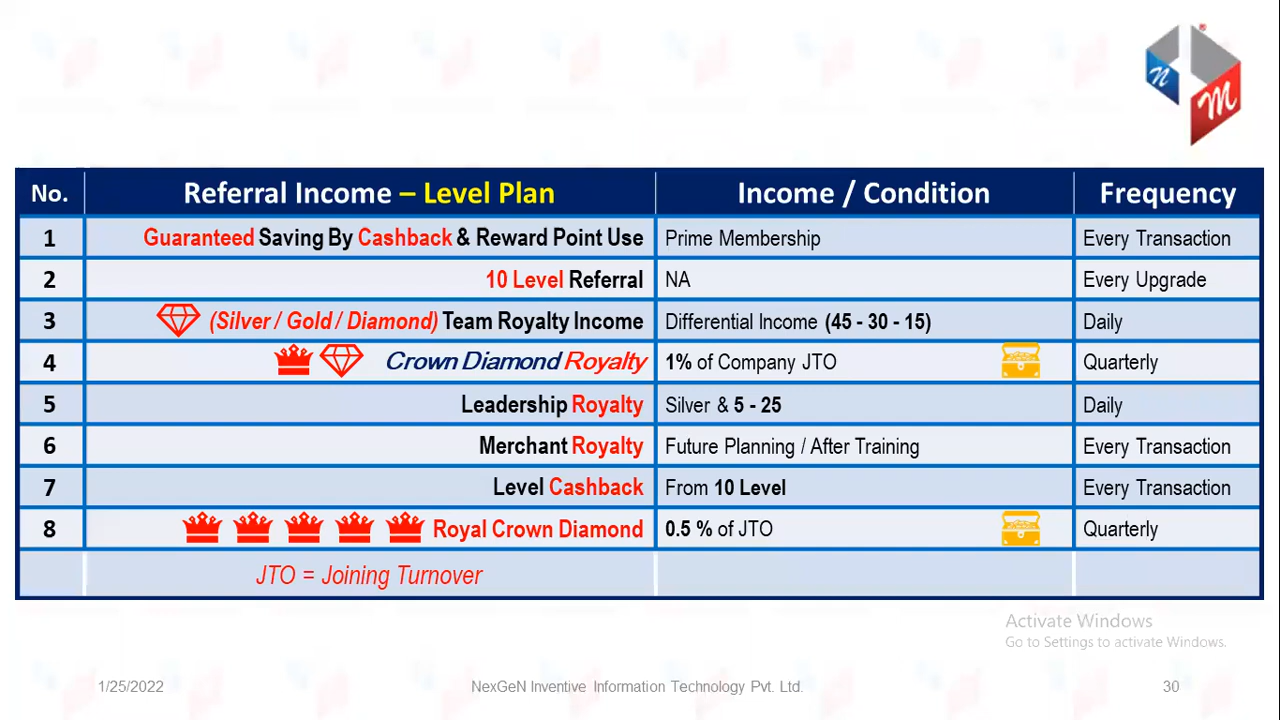 n
m
No. Referral Income – Level Plan Income / Condition Frequency
1 Guaranteed Saving By Cashback & Reward Point Use Prime Membership Every Transaction
2 10 Level Referral NA Every Upgrade
3 (Silver / Gold / Diamond) Team Royalty Income Differential Income (45 - 30 - 15) Daily
4 Crown Diamond Royalty 1% of Company JTO Quarterly
5 Leadership Royalty Silver & 5 - 25 Daily
6 Merchant Royalty Future Planning / After Training Every Transaction
7 Level Cashback From 10 Level Every Transaction
8 Royal Crown Diamond 0.5 % of JTO Quarterly
JTO = Joining Turnover
Activate Windows
Go to Settings to activate Windows.
1/25/2022 NexGeN Inventive Information Technology Pvt. Ltd. 30